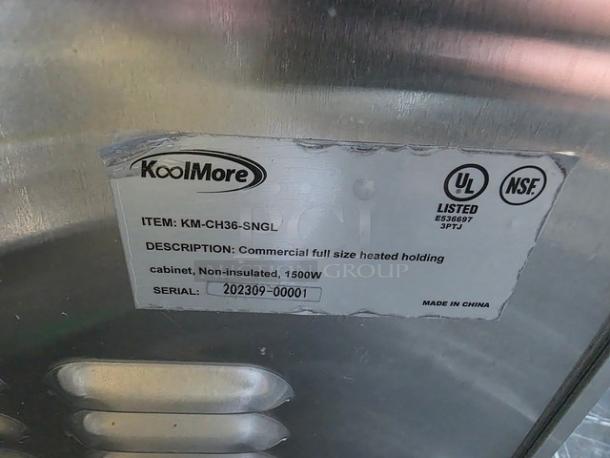 KoolMore
UL
LISTED
E536697
3PTJ
NSF
ITEM: KM-CH36-SNGL
DESCRIPTION: Commercial full size heated holding
cabinet, Non-insulated, 1500W
SERIAL: 202309-00001
MADE IN CHINA
GROUP